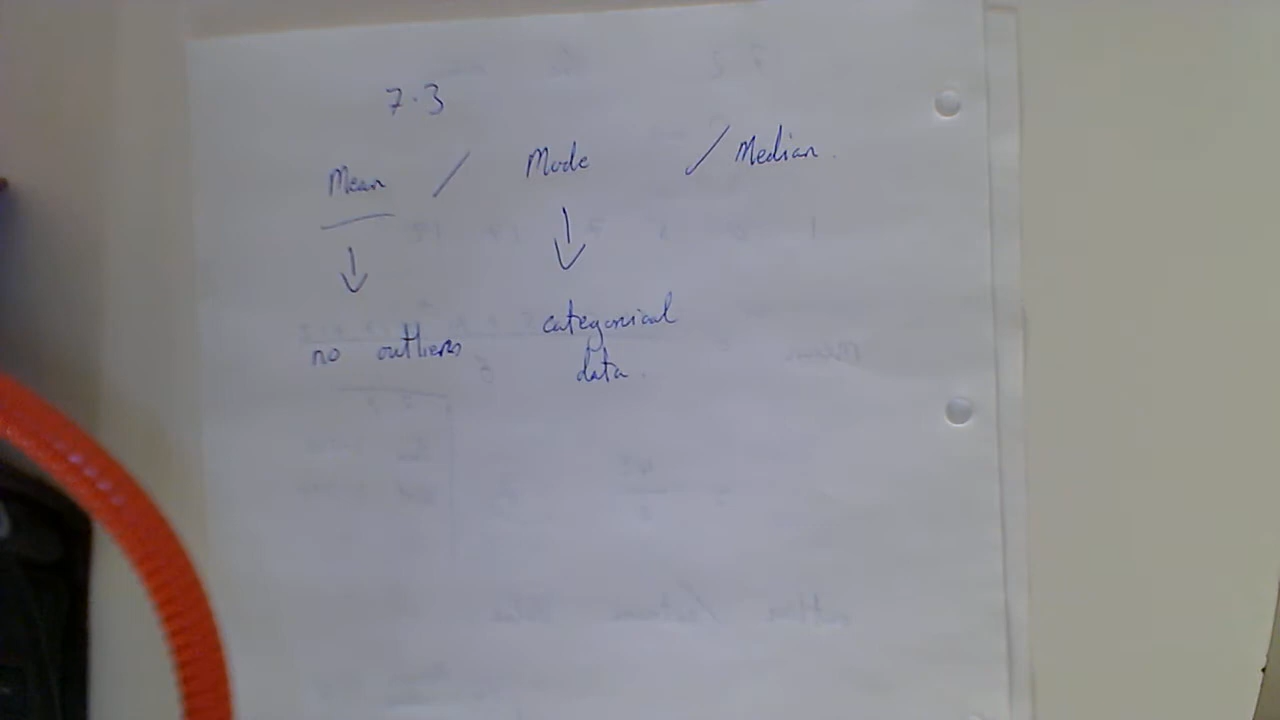 7.3
Mean / Mode / Median.
no outliers
categorical
data.